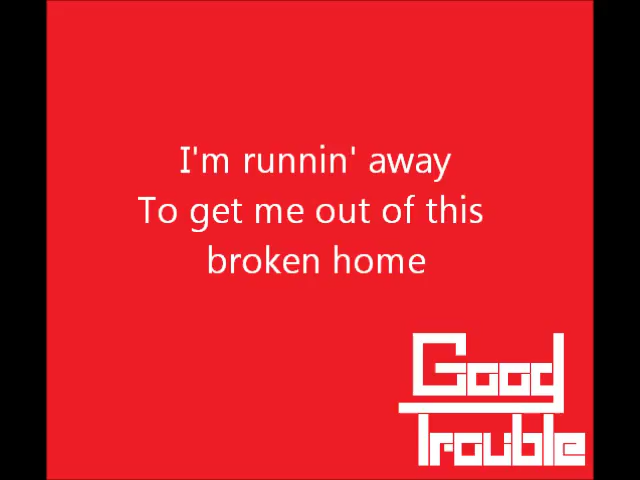 I'm runnin' away
To get me out of this
broken home
Good
Trouble